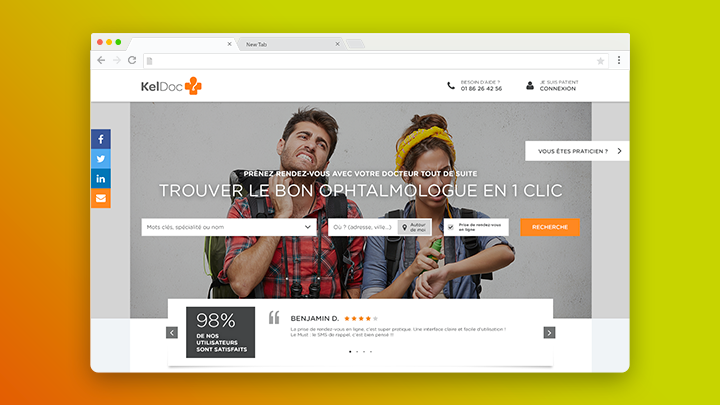 New Tab
KelDoc
BESOIN D'AIDE ?
01 86 26 42 56
JE SUIS PATIENT
CONNEXION
VOUS ÊTES PRATICIEN ?
PRENEZ RENDEZ-VOUS AVEC VOTRE DOCTEUR TOUT DE SUITE
TROUVER LE BON OPHTALMOLOGUE EN 1 CLIC
Mots clés, spécialité ou nom
Où ? (adresse, ville...)
Autour
de moi
Prise de rendez-vous
en ligne
RECHERCHE
98%
DE NOS
UTILISATEURS
SONT SATISFAITS
BENJAMIN D.
La prise de rendez-vous en ligne, c'est super pratique. Une interface claire et facile d'utilisation !
Le Must : le SMS de rappel, c'est bien pensé !!!